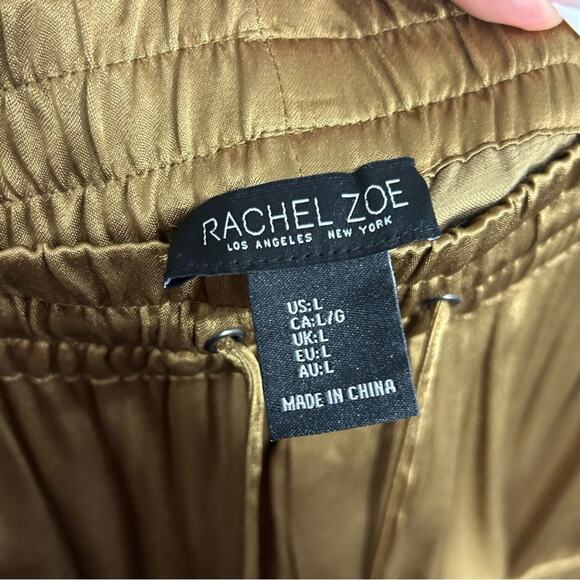 RACHEL ZOE
LOS ANGELES NEW YORK
US:L
CA:L/G
UK:L
EU:L
AU:L
MADE IN CHINA